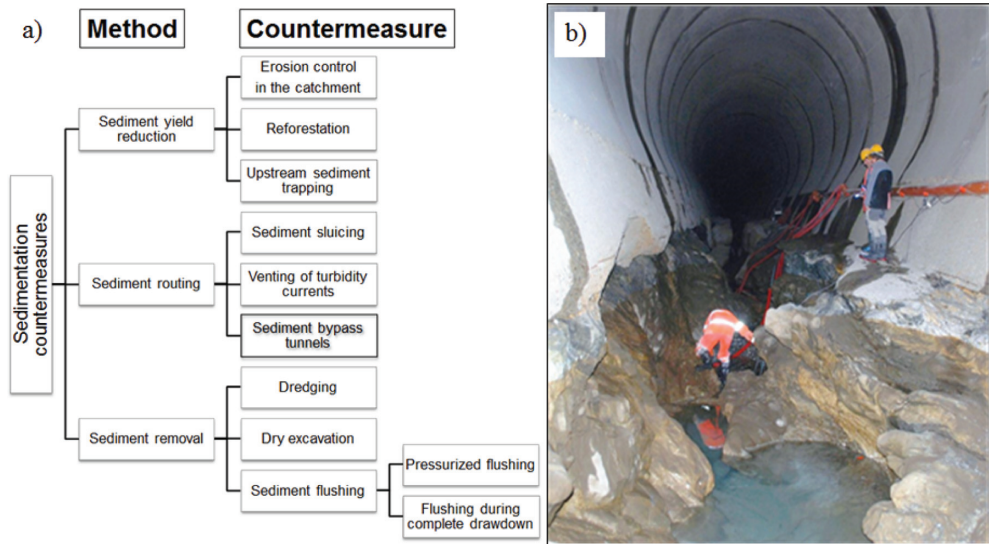 a)
Method
Countermeasure
Sedimentation
countermeasures
Sediment yield
reduction
Erosion control
in the catchment
Reforestation
Upstream sediment
trapping
Sediment routing
Sediment sluicing
Venting of turbidity
currents
Sediment bypass
tunnels
Sediment removal
Dredging
Dry excavation
Sediment flushing
Pressurized flushing
Flushing during
complete drawdown
b)